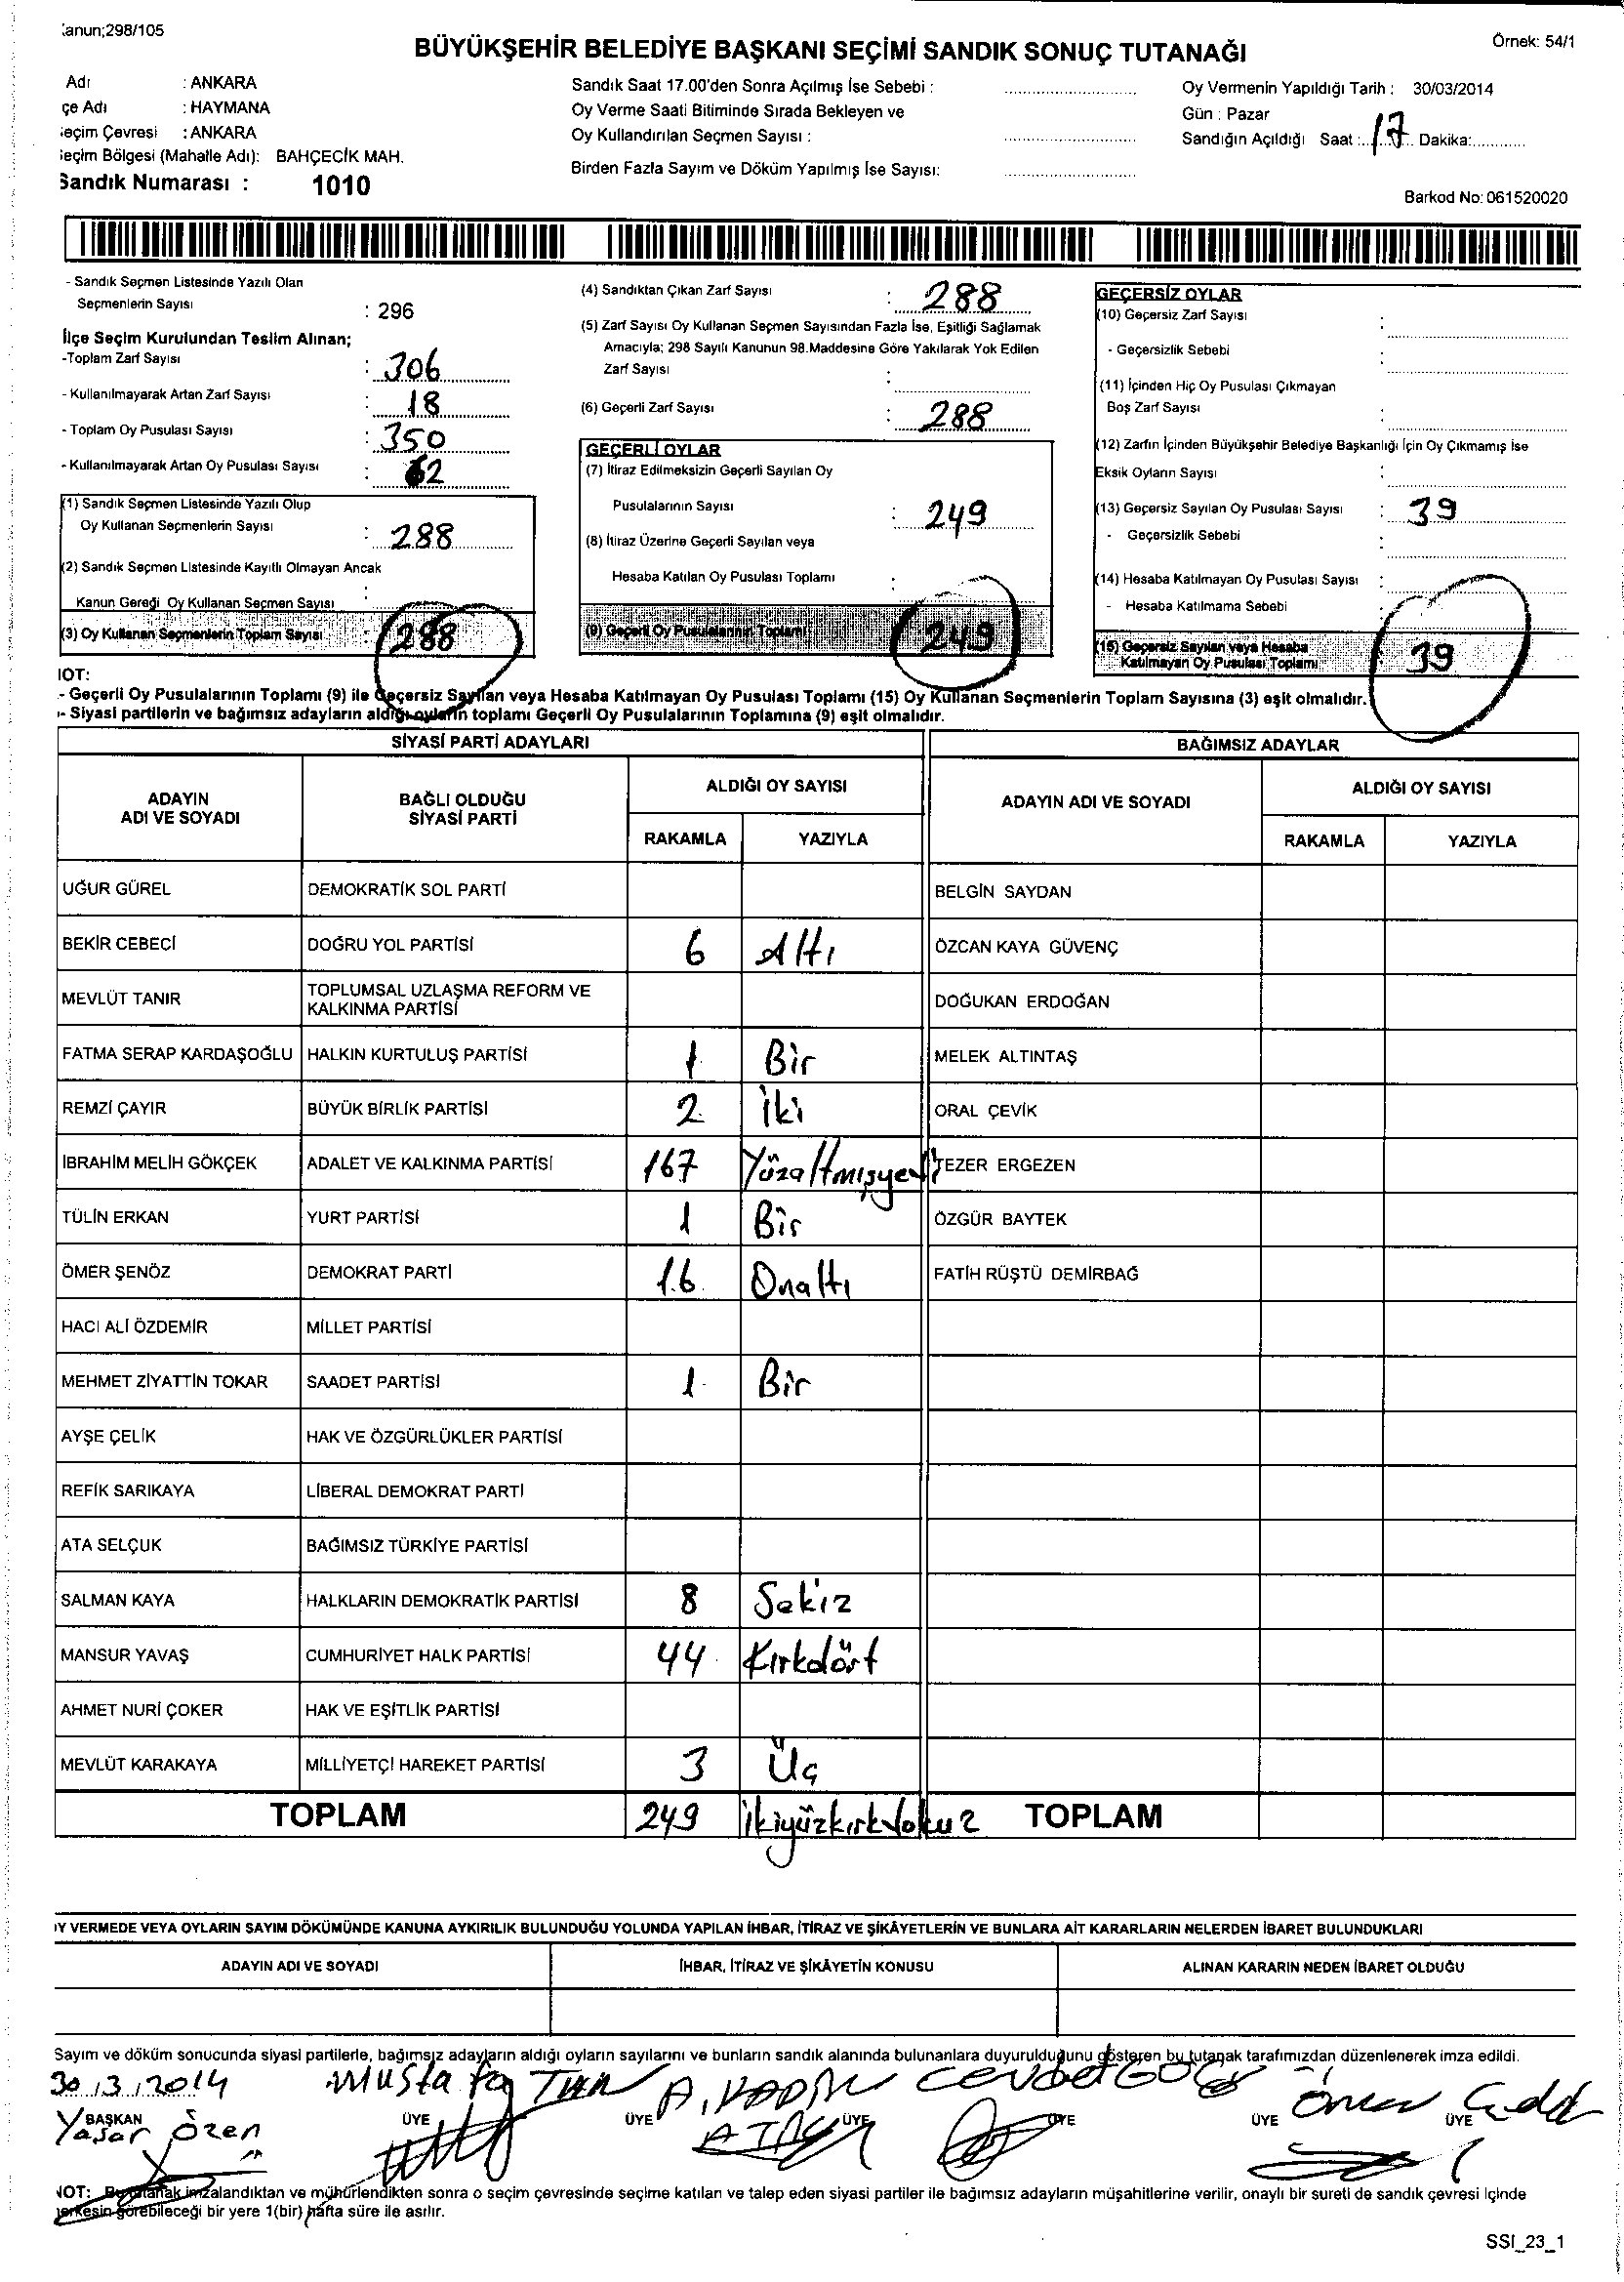 anun;298/105
Örnek: 54/1
BÜYÜKŞEHİR BELEDİYE BAŞKANI SEÇİMİ SANDIK SONUÇ TUTANAĞI
Adı : ANKARA
çe Adı : HAYMANA
eçim Çevresi : ANKARA
eçim Bölgesi (Mahalle Adı): BAHÇECİK MAH.
Sandık Numarası : 1010
Sandık Saat 17.00'den Sonra Açılmış İse Sebebi :
Oy Verme Saati Bitiminde Sırada Bekleyen ve
Oy Kullandırılan Seçmen Sayısı :
Birden Fazla Sayım ve Döküm Yapılmış İse Sayısı:
Oy Vermenin Yapıldığı Tarih : 30/03/2014
Gün : Pazar
Sandığın Açıldığı Saat : 17 Dakika:
Barkod No: 061520020
- Sandık Seçmen Listesinde Yazılı Olan
Seçmenlerin Sayısı : 296
İlçe Seçim Kurulundan Teslim Alınan;
-Toplam Zarf Sayısı : 306
- Kullanılmayarak Artan Zarf Sayısı : 18
- Toplam Oy Pusulası Sayısı : 350
- Kullanılmayarak Artan Oy Pusulası Sayısı : 62
(1) Sandık Seçmen Listesinde Yazılı Olup
Oy Kullanan Seçmenlerin Sayısı : 288
(2) Sandık Seçmen Listesinde Kayıtlı Olmayan Ancak
Kanun Gereği Oy Kullanan Seçmen Sayısı :
(3) Oy Kullanan Seçmenlerin Toplam Sayısı : 288
(4) Sandıktan Çıkan Zarf Sayısı : 288
(5) Zarf Sayısı Oy Kullanan Seçmen Sayısından Fazla İse, Eşitliği Sağlamak
Amacıyla; 298 Sayılı Kanunun 98.Maddesine Göre Yakılarak Yok Edilen
Zarf Sayısı :
(6) Geçerli Zarf Sayısı : 288
GEÇERLİ OYLAR
(7) İtiraz Edilmeksizin Geçerli Sayılan Oy
Pusulalarının Sayısı : 249
(8) İtiraz Üzerine Geçerli Sayılan veya
Hesaba Katılan Oy Pusulası Toplamı :
(9) Geçerli Oy Pusulalarının Toplamı 249
GEÇERSİZ OYLAR
(10) Geçersiz Zarf Sayısı :
- Geçersizlik Sebebi :
(11) İçinden Hiç Oy Pusulası Çıkmayan
Boş Zarf Sayısı :
(12) Zarfın İçinden Büyükşehir Belediye Başkanlığı İçin Oy Çıkmamış İse
Eksik Oyların Sayısı :
(13) Geçersiz Sayılan Oy Pusulası Sayısı : 39
- Geçersizlik Sebebi :
(14) Hesaba Katılmayan Oy Pusulası Sayısı :
- Hesaba Katılmama Sebebi :
(15) Geçersiz Sayılan veya Hesaba
Katılmayan Oy Pusulası Toplamı 39
IOT:
- Geçerli Oy Pusulalarının Toplamı (9) ile Geçersiz Sayılan veya Hesaba Katılmayan Oy Pusulası Toplamı (15) Oy Kullanan Seçmenlerin Toplam Sayısına (3) eşit olmalıdır.
- Siyasi partilerin ve bağımsız adayların aldığı oyların toplamı Geçerli Oy Pusulalarının Toplamına (9) eşit olmalıdır.
SİYASİ PARTİ ADAYLARI BAĞIMSIZ ADAYLAR
ADAYIN ADI VE SOYADI BAĞLI OLDUĞU SİYASİ PARTİ ALDIĞI OY SAYISI ADAYIN ADI VE SOYADI ALDIĞI OY SAYISI
RAKAMLA YAZIYLA RAKAMLA YAZIYLA
UĞUR GÜREL DEMOKRATİK SOL PARTİ BELGİN SAYDAN
BEKİR CEBECİ DOĞRU YOL PARTİSİ 6 Altı ÖZCAN KAYA GÜVENÇ
MEVLÜT TANIR TOPLUMSAL UZLAŞMA REFORM VE KALKINMA PARTİSİ DOĞUKAN ERDOĞAN
FATMA SERAP KARDAŞOĞLU HALKIN KURTULUŞ PARTİSİ 1 Bir MELEK ALTINTAŞ
REMZİ ÇAYIR BÜYÜK BİRLİK PARTİSİ 2 İki ORAL ÇEVİK
İBRAHİM MELİH GÖKÇEK ADALET VE KALKINMA PARTİSİ 167 Yüzaltmışyedi TEZER ERGEZEN
TÜLİN ERKAN YURT PARTİSİ 1 Bir ÖZGÜR BAYTEK
ÖMER ŞENÖZ DEMOKRAT PARTİ 16 Onaltı FATİH RÜŞTÜ DEMİRBAĞ
HACI ALİ ÖZDEMİR MİLLET PARTİSİ
MEHMET ZİYATTİN TOKAR SAADET PARTİSİ 1 Bir
AYŞE ÇELİK HAK VE ÖZGÜRLÜKLER PARTİSİ
REFİK SARIKAYA LİBERAL DEMOKRAT PARTİ
ATA SELÇUK BAĞIMSIZ TÜRKİYE PARTİSİ
SALMAN KAYA HALKLARIN DEMOKRATİK PARTİSİ 8 Sekiz
MANSUR YAVAŞ CUMHURİYET HALK PARTİSİ 44 Kırkdört
AHMET NURİ ÇOKER HAK VE EŞİTLİK PARTİSİ
MEVLÜT KARAKAYA MİLLİYETÇİ HAREKET PARTİSİ 3 Üç
TOPLAM 249 ikiyüzkırkdokuz TOPLAM
Y VERMEDE VEYA OYLARIN SAYIM DÖKÜMÜNDE KANUNA AYKIRILIK BULUNDUĞU YOLUNDA YAPILAN İHBAR, İTİRAZ VE ŞİKÂYETLERİN VE BUNLARA AİT KARARLARIN NELERDEN İBARET BULUNDUKLARI
ADAYIN ADI VE SOYADI İHBAR, İTİRAZ VE ŞİKÂYETİN KONUSU ALINAN KARARIN NEDEN İBARET OLDUĞU
Sayım ve döküm sonucunda siyasi partilerle, bağımsız adayların aldığı oyların sayılarını ve bunların sandık alanında bulunanlara duyurulduğunu gösteren bu tutanak tarafımızdan düzenlenerek imza edildi.
30/3/2014 Mustafa A. KADİR Cevdet Ömer
BAŞKAN ÜYE ÜYE ÜYE ÜYE ÜYE ÜYE
Yaşar Özen
NOT: Bu tutanak imzalandıktan ve mühürlendikten sonra o seçim çevresinde seçime katılan ve talep eden siyasi partiler ile bağımsız adayların müşahitlerine verilir, onaylı bir sureti de sandık çevresi içinde
erkesin görebileceği bir yere 1(bir) hafta süre ile asılır.
SSI_23_1